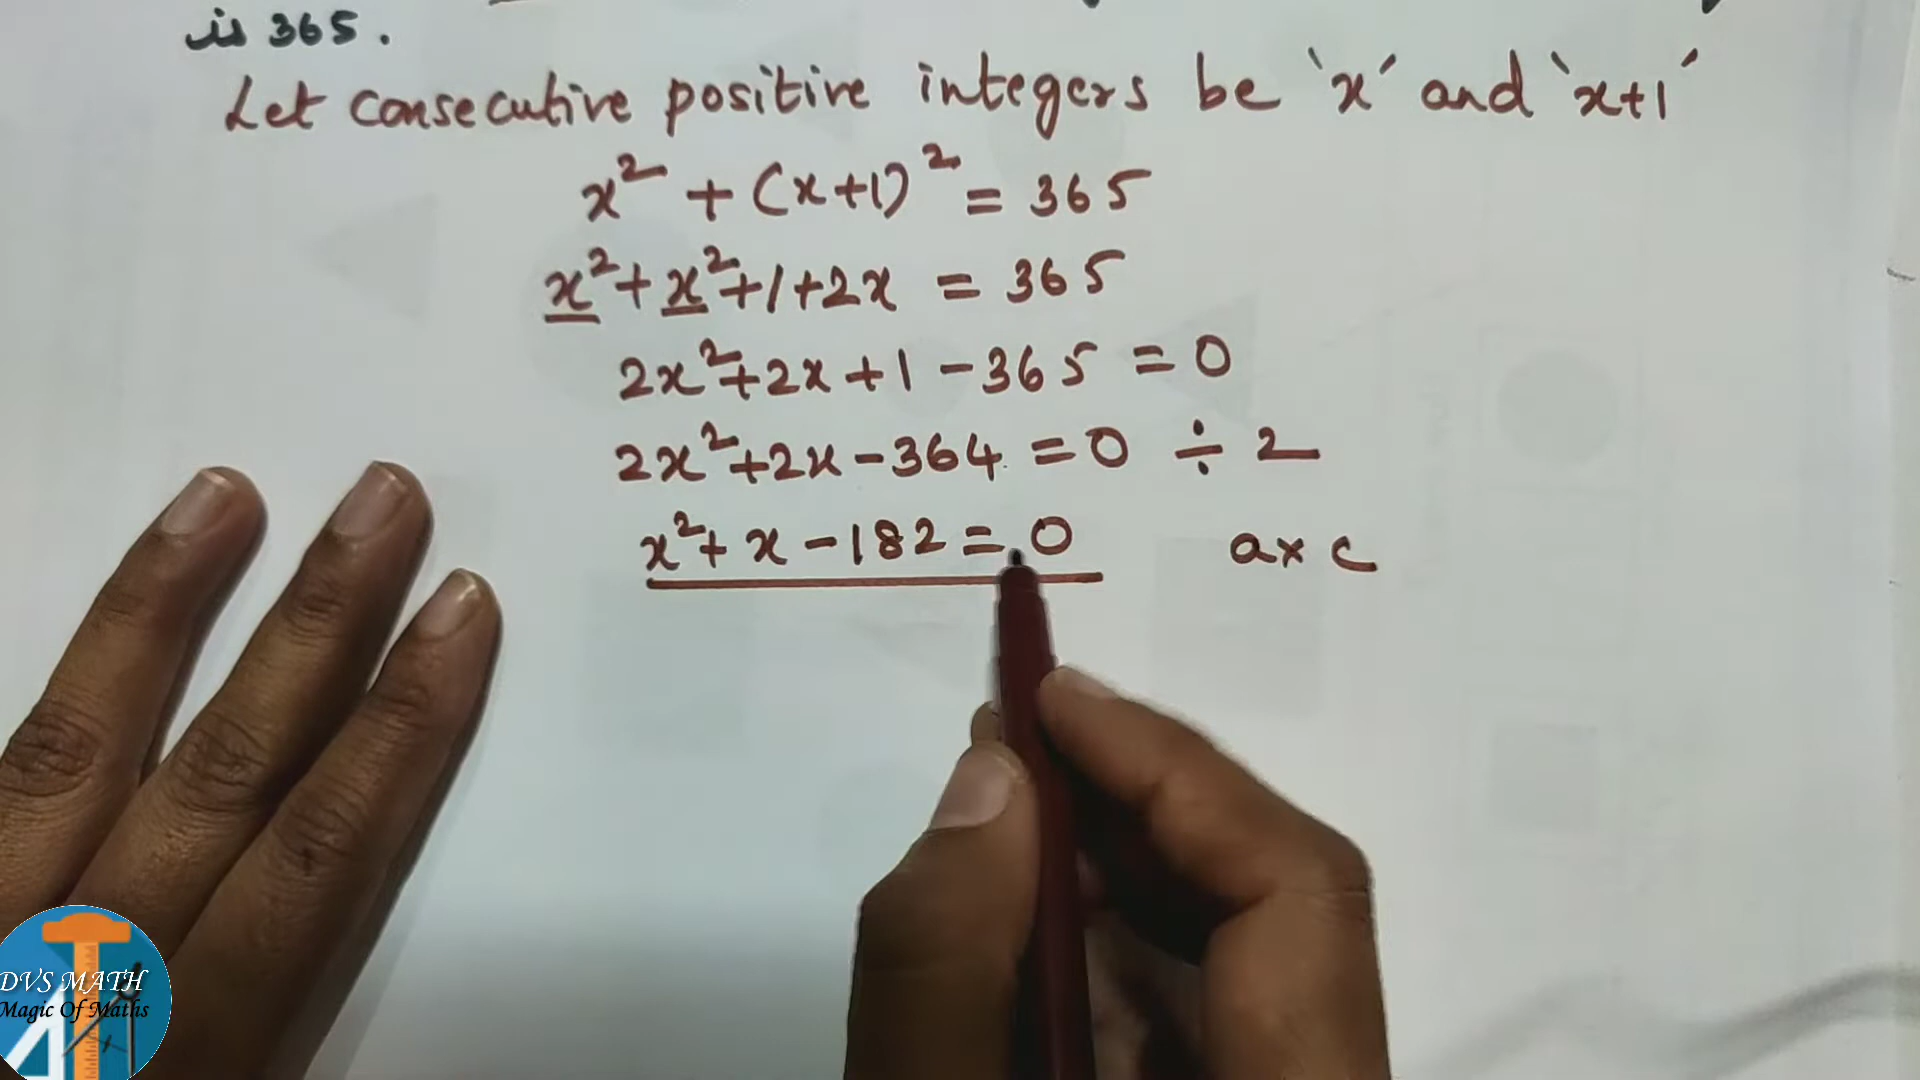 is 365.
Let consecutive positive integers be 'x' and 'x+1'
x² + (x+1)² = 365
x² + x² + 1 + 2x = 365
2x² + 2x + 1 - 365 = 0
2x² + 2x - 364 = 0 ÷ 2
x² + x - 182 = 0 a x c
DVS MATH
Magic Of Maths